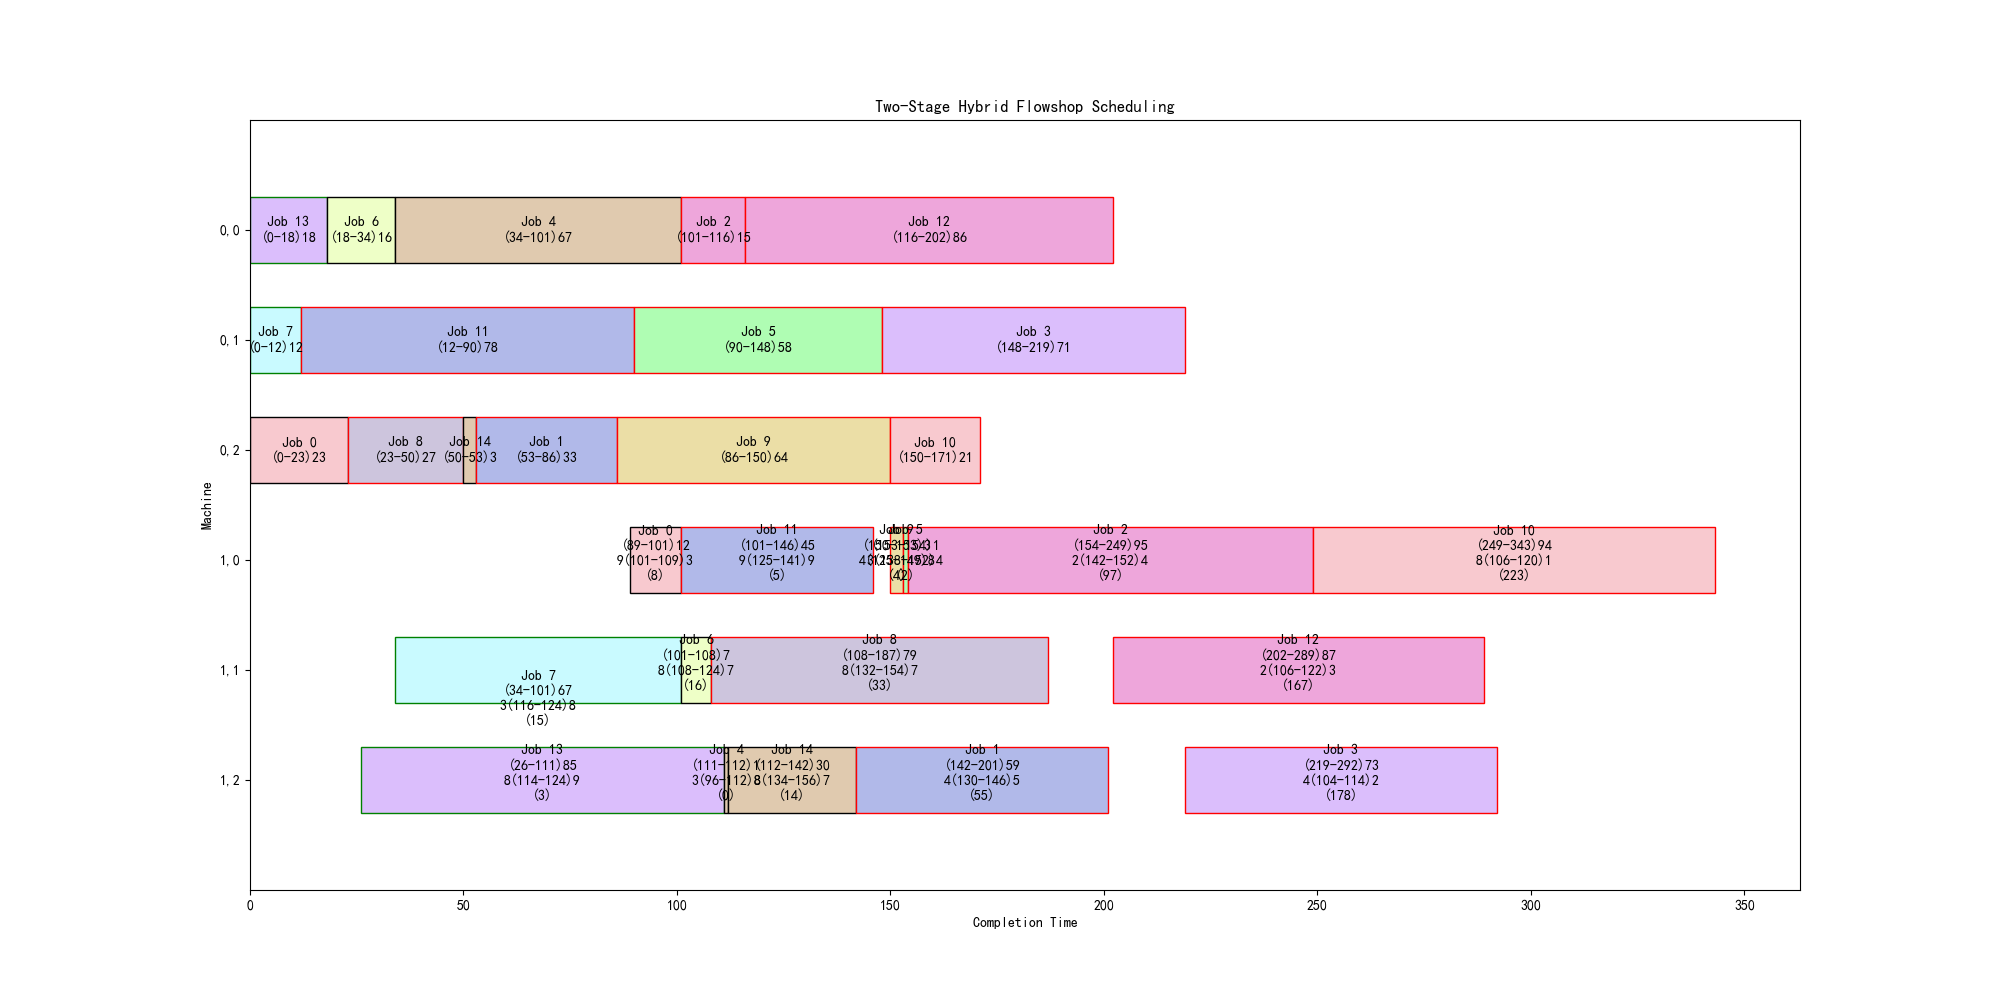 Two-Stage Hybrid Flowshop Scheduling
0,0
Job 13
(0-18)18
Job 6
(18-34)16
Job 4
(34-101)67
Job 2
(101-116)15
Job 12
(116-202)86
0,1
Job 7
(0-12)12
Job 11
(12-90)78
Job 5
(90-148)58
Job 3
(148-219)71
0,2
Job 0
(0-23)23
Job 8
(23-50)27
Job 14
(50-53)3
Job 1
(53-86)33
Job 9
(86-150)64
Job 10
(150-171)21
Machine
1,0
Job 0
(89-101)12
9(101-109)3
(8)
Job 11
(101-146)45
9(125-141)9
(5)
Job 2
(154-249)95
2(142-152)4
(97)
Job 10
(249-343)94
8(106-120)1
(223)
1,1
Job 7
(34-101)67
3(116-124)8
(15)
Job 6
(101-108)7
8(108-124)7
(16)
Job 8
(108-187)79
8(132-154)7
(33)
Job 12
(202-289)87
2(106-122)3
(167)
1,2
Job 13
(26-111)85
8(114-124)9
(3)
Job 4
(111-112)1
3(96-112)8
(0)
Job 14
(112-142)30
8(134-156)7
(14)
Job 1
(142-201)59
4(130-146)5
(55)
Job 3
(219-292)73
4(104-114)2
(178)
0 50 100 150 200 250 300 350
Completion Time